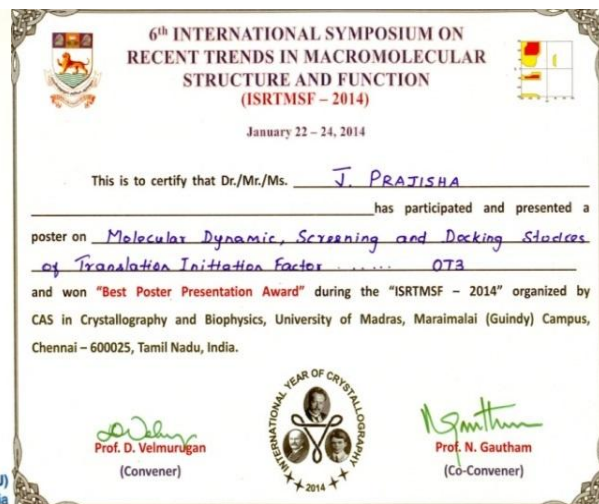 6th INTERNATIONAL SYMPOSIUM ON
RECENT TRENDS IN MACROMOLECULAR
STRUCTURE AND FUNCTION
(ISRTMSF – 2014)
January 22 – 24, 2014
This is to certify that Dr./Mr./Ms. J. PRAJISHA
has participated and presented a
poster on Molecular Dynamic, Screening and Docking Studies
of Translation Initiation Factor ...... OT3
and won "Best Poster Presentation Award" during the "ISRTMSF – 2014" organized by
CAS in Crystallography and Biophysics, University of Madras, Maraimalai (Guindy) Campus,
Chennai – 600025, Tamil Nadu, India.
INTERNATIONAL YEAR OF CRYSTALLOGRAPHY
2014
Prof. D. Velmurugan
(Convener)
N. Gautham
Prof. N. Gautham
(Co-Convener)